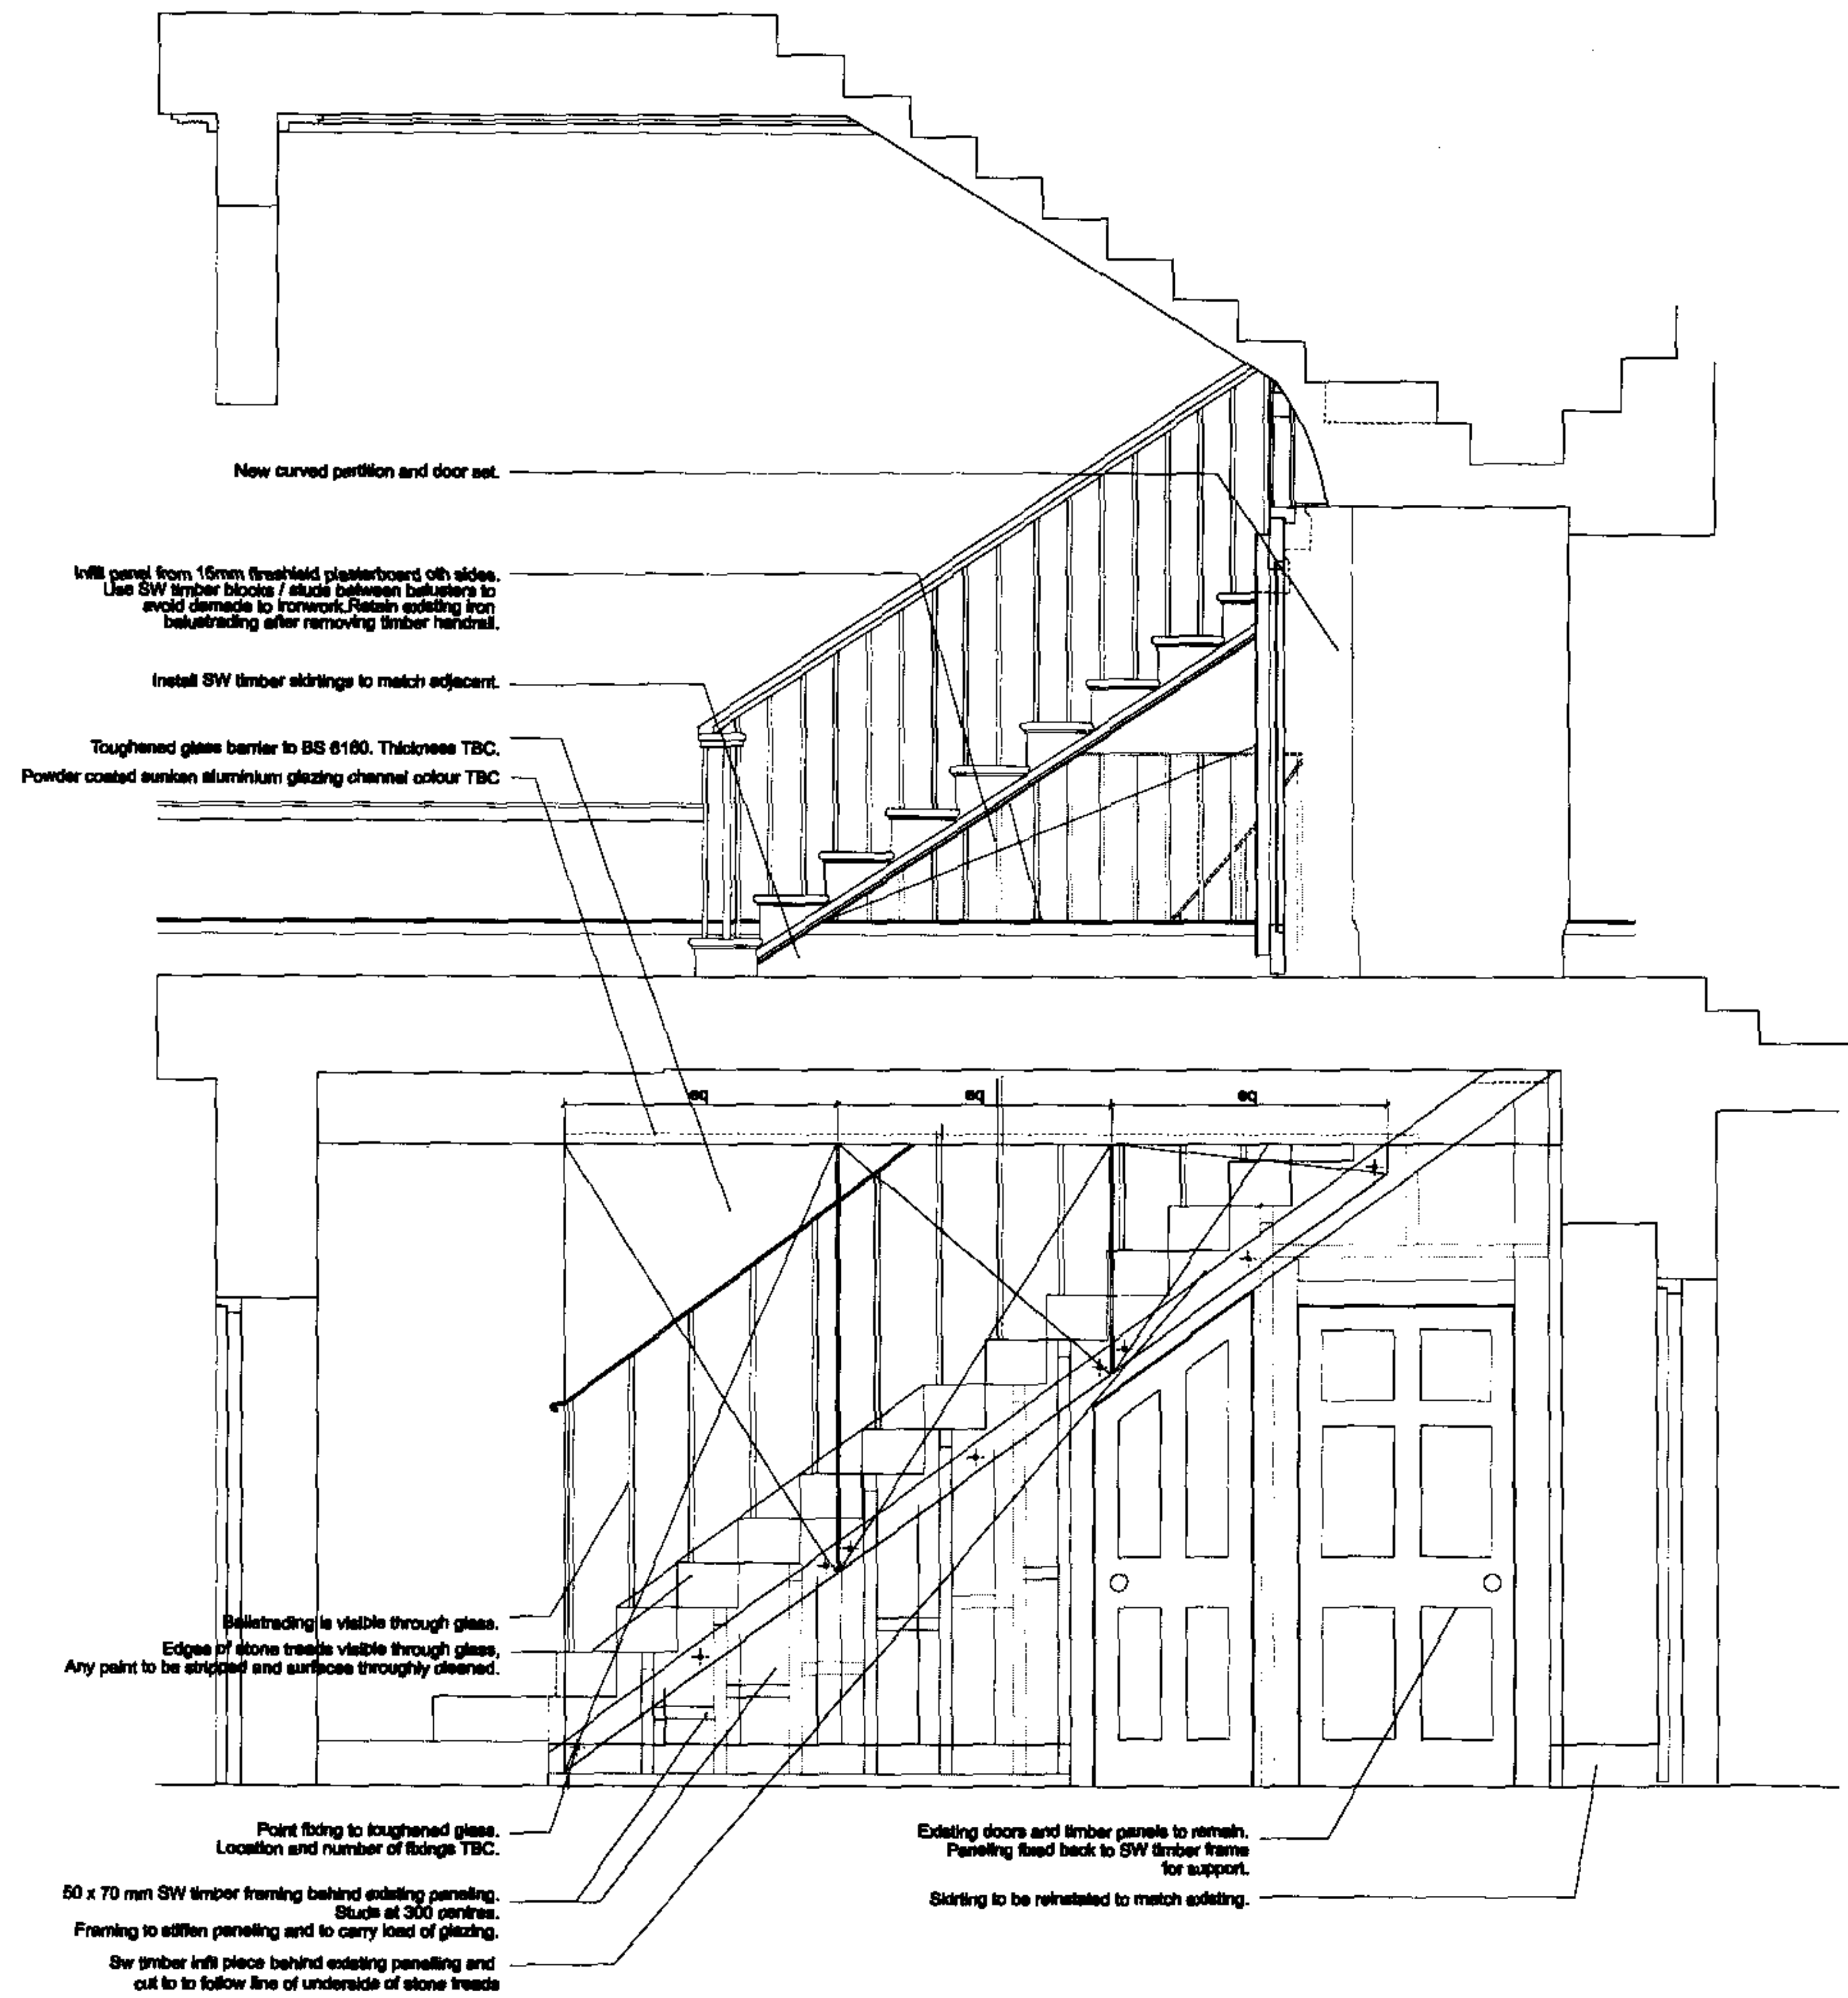 New curved partition and door set.
Infill panel from 15mm fireshield plasterboard oth sides.
Use SW timber blocks / studs between balusters to
avoid demade to ironwork.Retain existing iron
balustrading after removing timber handrail.
Install SW timber skirtings to match adjacent.
Toughened glass barrier to BS 6180. Thickness TBC.
Powder coated sunken aluminium glazing channel colour TBC
eq
eq
eq
Ballstrading is visible through glass.
Edges of stone treads visible through glass,
Any paint to be stripped and surfaces throughly cleaned.
Point fixing to toughened glass.
Location and number of fixings TBC.
50 x 70 mm SW timber framing behind existing paneling.
Studs at 300 centres.
Framing to stiffen paneling and to carry load of glazing.
Sw timber infil piece behind existing panelling and
cut to to follow line of underside of stone treads
Existing doors and timber panels to remain.
Paneling fixed back to SW timber frame
for support.
Skirting to be reinstated to match existing.